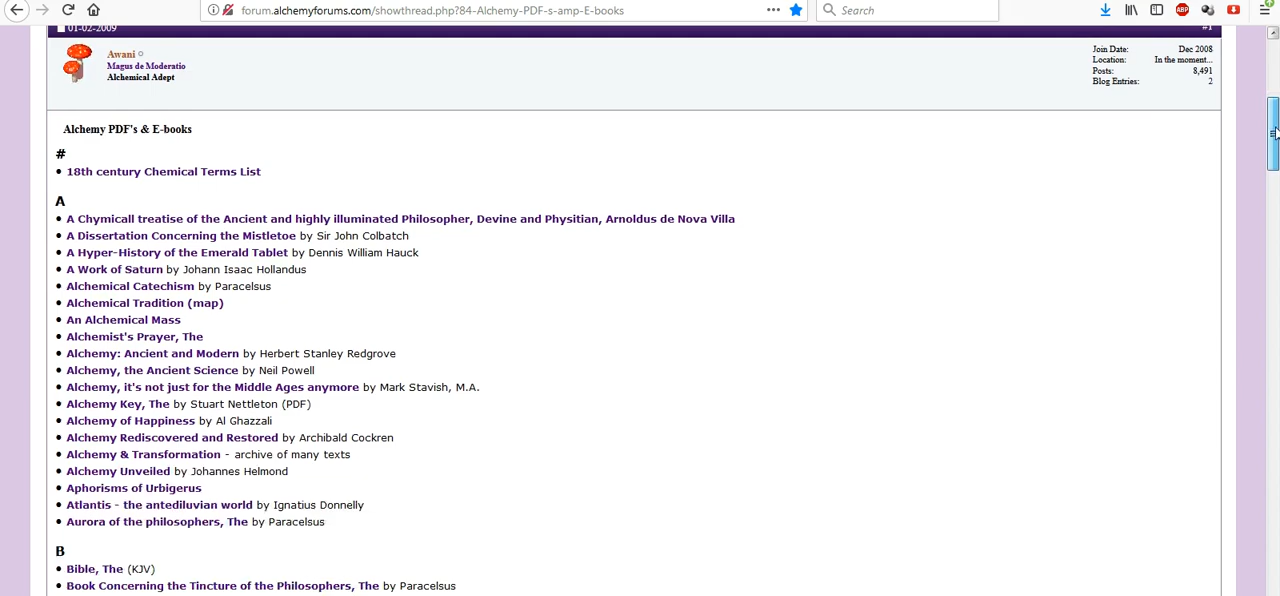 forum.alchemyforums.com/showthread.php?84-Alchemy-PDF-s-amp-E-books
Search
ABP
01-02-2009
#1
Awani
Magus de Moderatio
Alchemical Adept
Join Date: Dec 2008
Location: In the moment...
Posts: 8,491
Blog Entries: 2
Alchemy PDF's & E-books
#
• 18th century Chemical Terms List
A
• A Chymicall treatise of the Ancient and highly illuminated Philosopher, Devine and Physitian, Arnoldus de Nova Villa
• A Dissertation Concerning the Mistletoe by Sir John Colbatch
• A Hyper-History of the Emerald Tablet by Dennis William Hauck
• A Work of Saturn by Johann Isaac Hollandus
• Alchemical Catechism by Paracelsus
• Alchemical Tradition (map)
• An Alchemical Mass
• Alchemist's Prayer, The
• Alchemy: Ancient and Modern by Herbert Stanley Redgrove
• Alchemy, the Ancient Science by Neil Powell
• Alchemy, it's not just for the Middle Ages anymore by Mark Stavish, M.A.
• Alchemy Key, The by Stuart Nettleton (PDF)
• Alchemy of Happiness by Al Ghazzali
• Alchemy Rediscovered and Restored by Archibald Cockren
• Alchemy & Transformation - archive of many texts
• Alchemy Unveiled by Johannes Helmond
• Aphorisms of Urbigerus
• Atlantis - the antediluvian world by Ignatius Donnelly
• Aurora of the philosophers, The by Paracelsus
B
• Bible, The (KJV)
• Book Concerning the Tincture of the Philosophers, The by Paracelsus